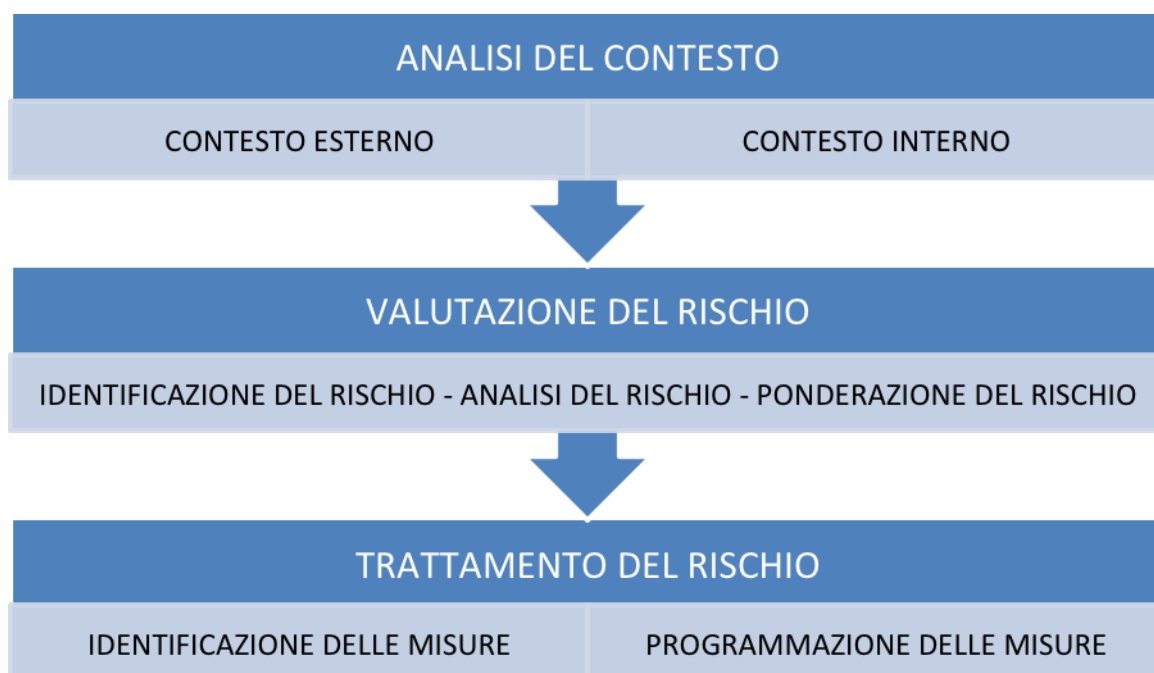 ANALISI DEL CONTESTO
CONTESTO ESTERNO
CONTESTO INTERNO
VALUTAZIONE DEL RISCHIO
IDENTIFICAZIONE DEL RISCHIO - ANALISI DEL RISCHIO - PONDERAZIONE DEL RISCHIO
TRATTAMENTO DEL RISCHIO
IDENTIFICAZIONE DELLE MISURE
PROGRAMMAZIONE DELLE MISURE